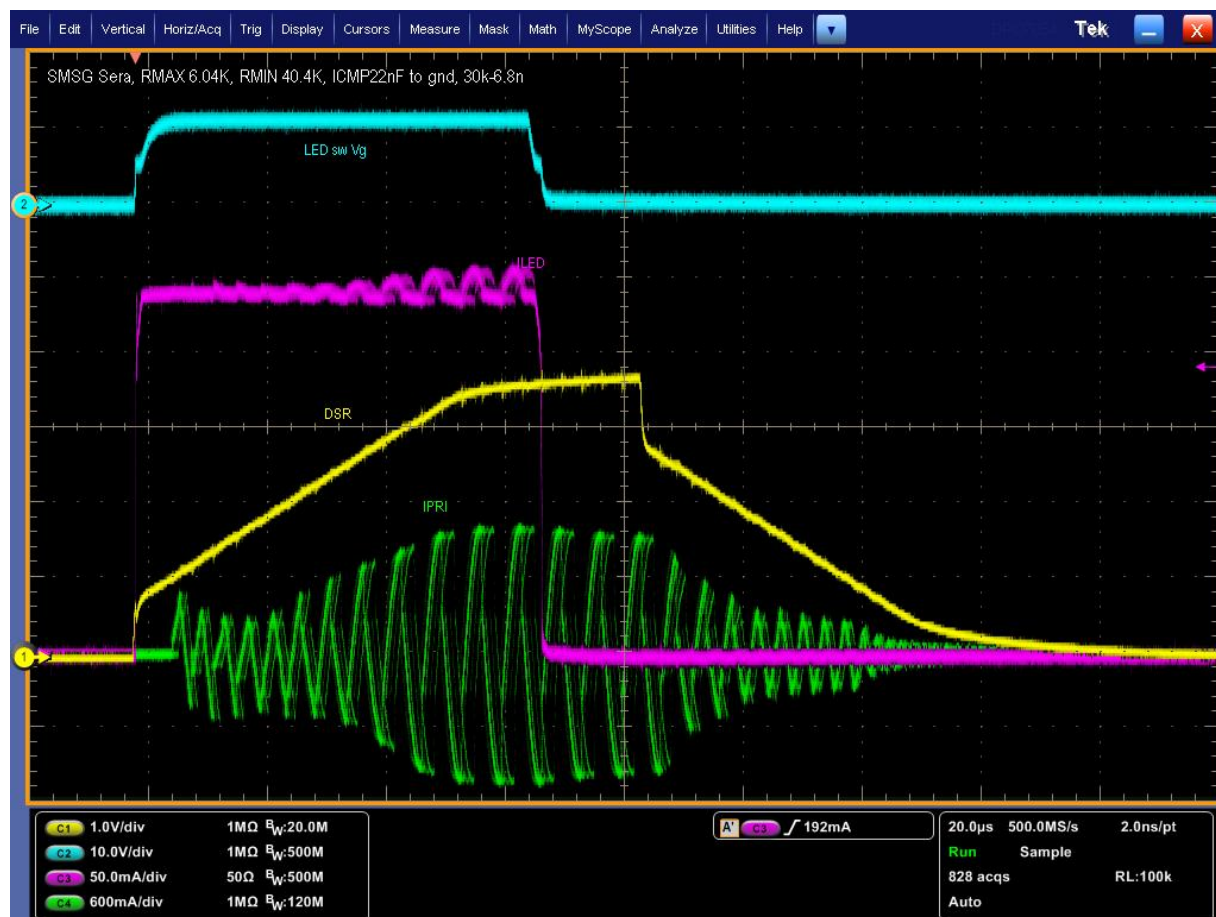 File Edit Vertical Horiz/Acq Trig Display Cursors Measure Mask Math MyScope Analyze Utilities Help Tek X
SMSG Sera, RMAX 6.04K, RMIN 40.4K, ICMP22nF to gnd, 30k-6.8n
LED sw Vg
2
ILED
DSR
IPRI
1
C1 1.0V/div 1MΩ BW:20.0M
C2 10.0V/div 1MΩ BW:500M
C3 50.0mA/div 50Ω BW:500M
C4 600mA/div 1MΩ BW:120M
A' C3 192mA
20.0µs 500.0MS/s 2.0ns/pt
Run Sample
828 acqs RL:100k
Auto